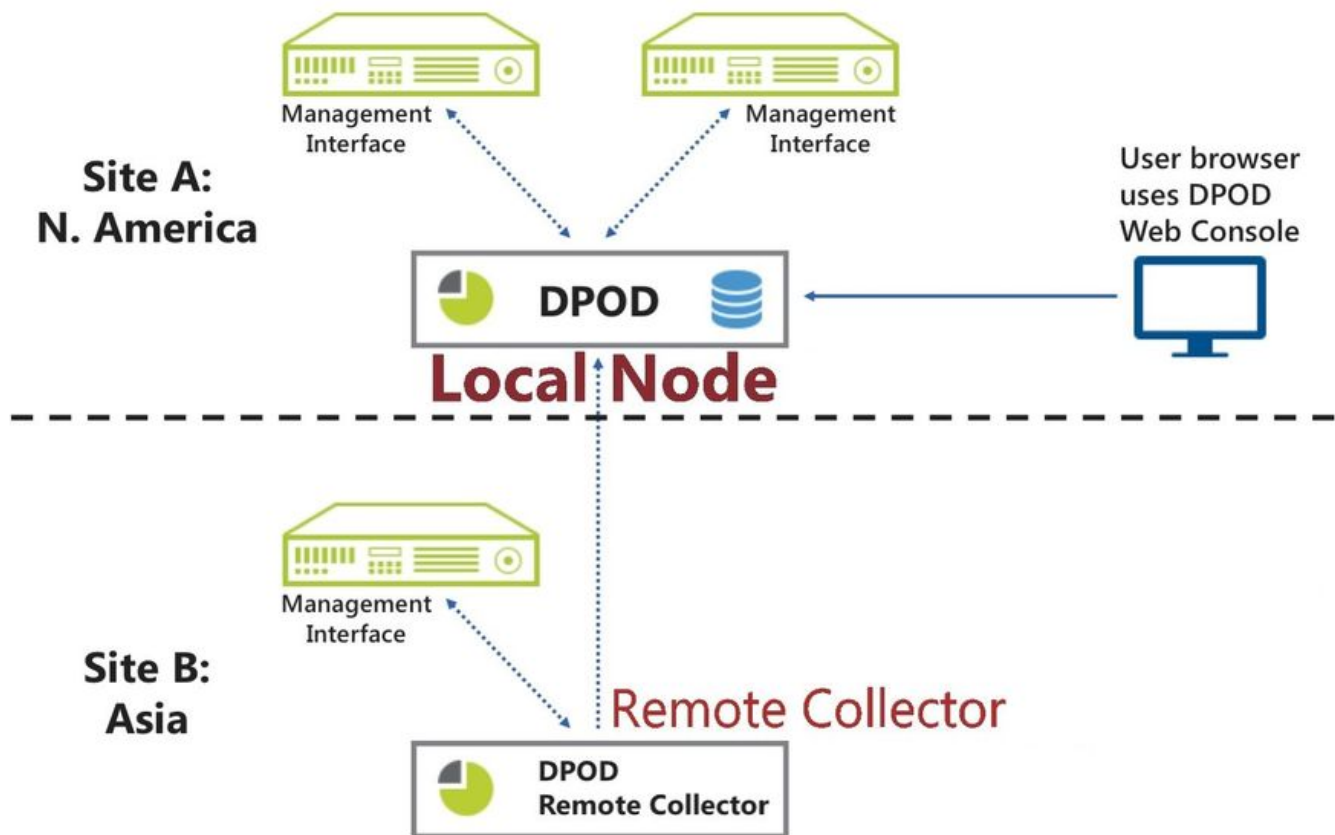 Management
Interface
Management
Interface
Site A:
N. America
User browser
uses DPOD
Web Console
DPOD
Local Node
Management
Interface
Site B:
Asia
Remote Collector
DPOD
Remote Collector